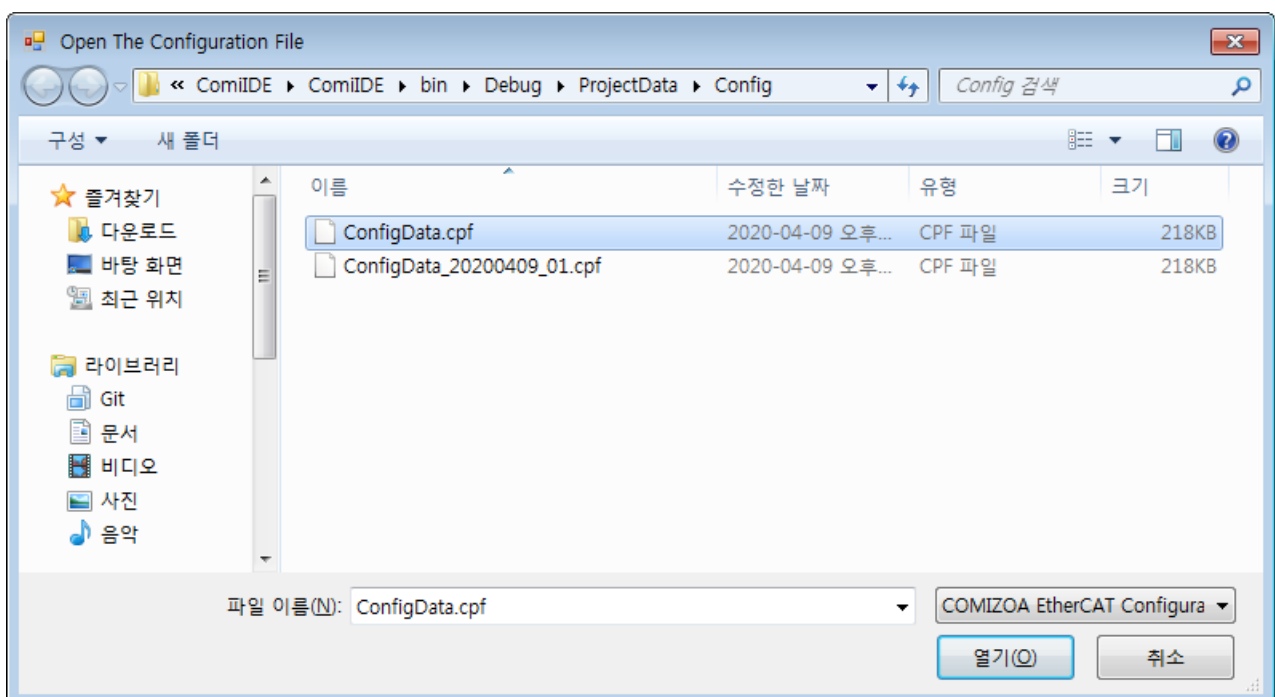 Open The Configuration File
« ComiIDE ▸ ComiIDE ▸ bin ▸ Debug ▸ ProjectData ▸ Config
Config 검색
구성 새 폴더
이름 수정한 날짜 유형 크기
즐겨찾기
다운로드
바탕 화면
최근 위치
라이브러리
Git
문서
비디오
사진
음악
ConfigData.cpf 2020-04-09 오후... CPF 파일 218KB
ConfigData_20200409_01.cpf 2020-04-09 오후... CPF 파일 218KB
파일 이름(N): ConfigData.cpf COMIZOA EtherCAT Configura
열기(O) 취소